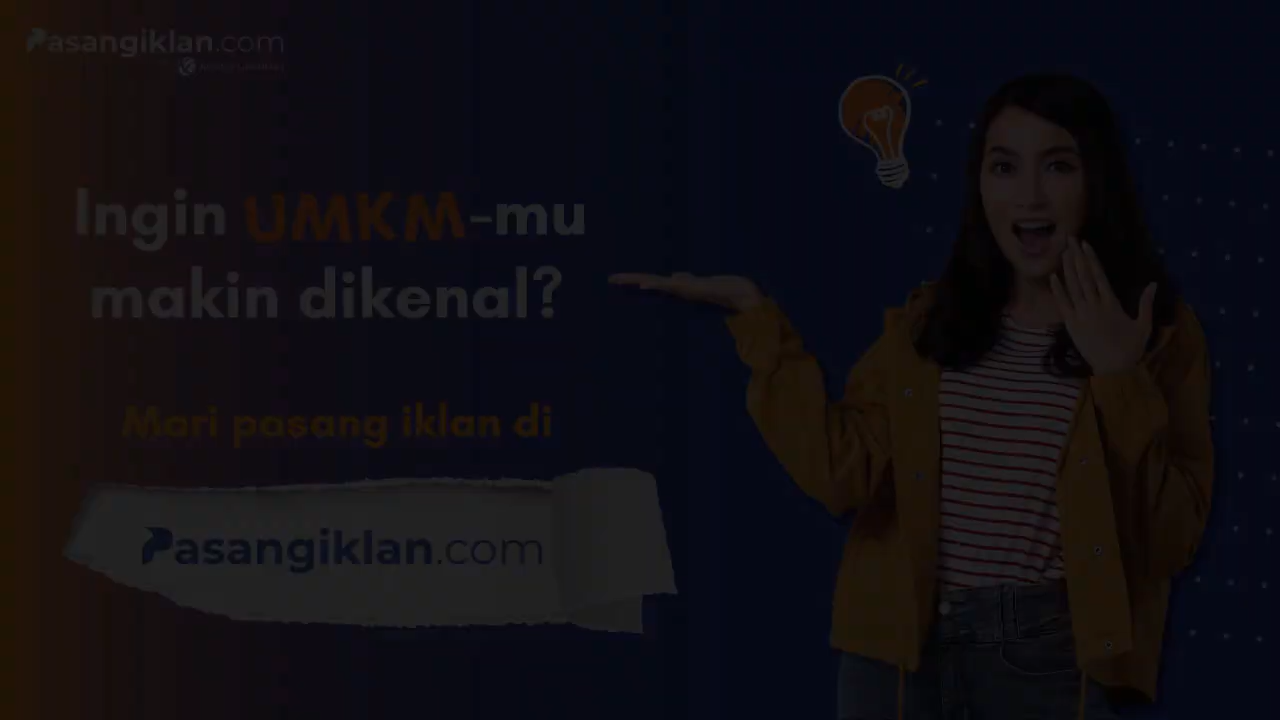 Pasangiklan.com
Ingin UMKM-mu
makin dikenal?
Mari pasang iklan di
Pasangiklan.com